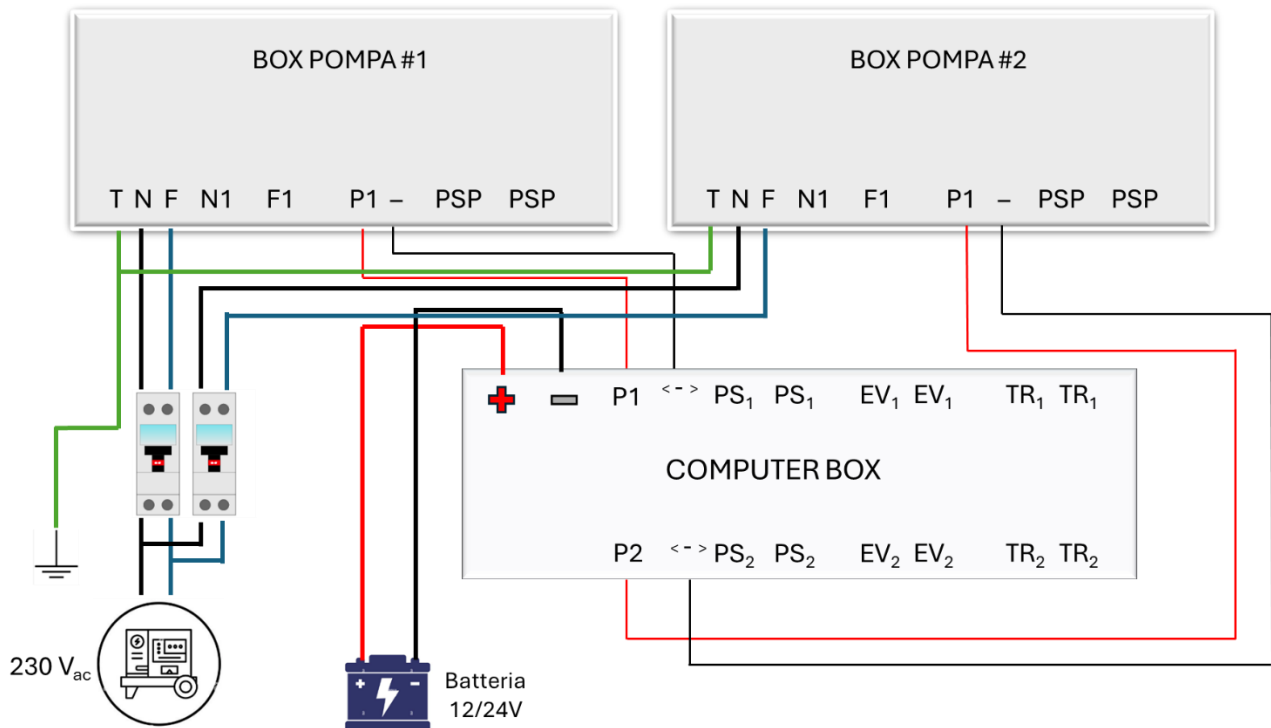 BOX POMPA #1
T N F N1 F1 P1 – PSP PSP
BOX POMPA #2
T N F N1 F1 P1 – PSP PSP
+ − P1 <-> PS1 PS1 EV1 EV1 TR1 TR1
COMPUTER BOX
P2 <-> PS2 PS2 EV2 EV2 TR2 TR2
230 Vac
+ -
Batteria
12/24V